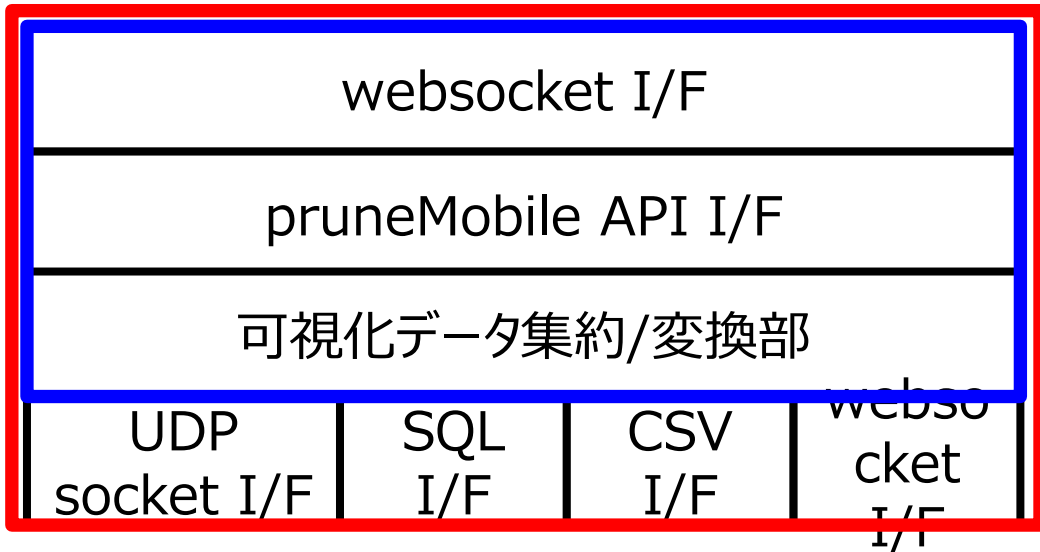 websocket I/F
pruneMobile API I/F
可視化データ集約/変換部
UDP
socket I/F
SQL
I/F
CSV
I/F
webso
cket
I/F